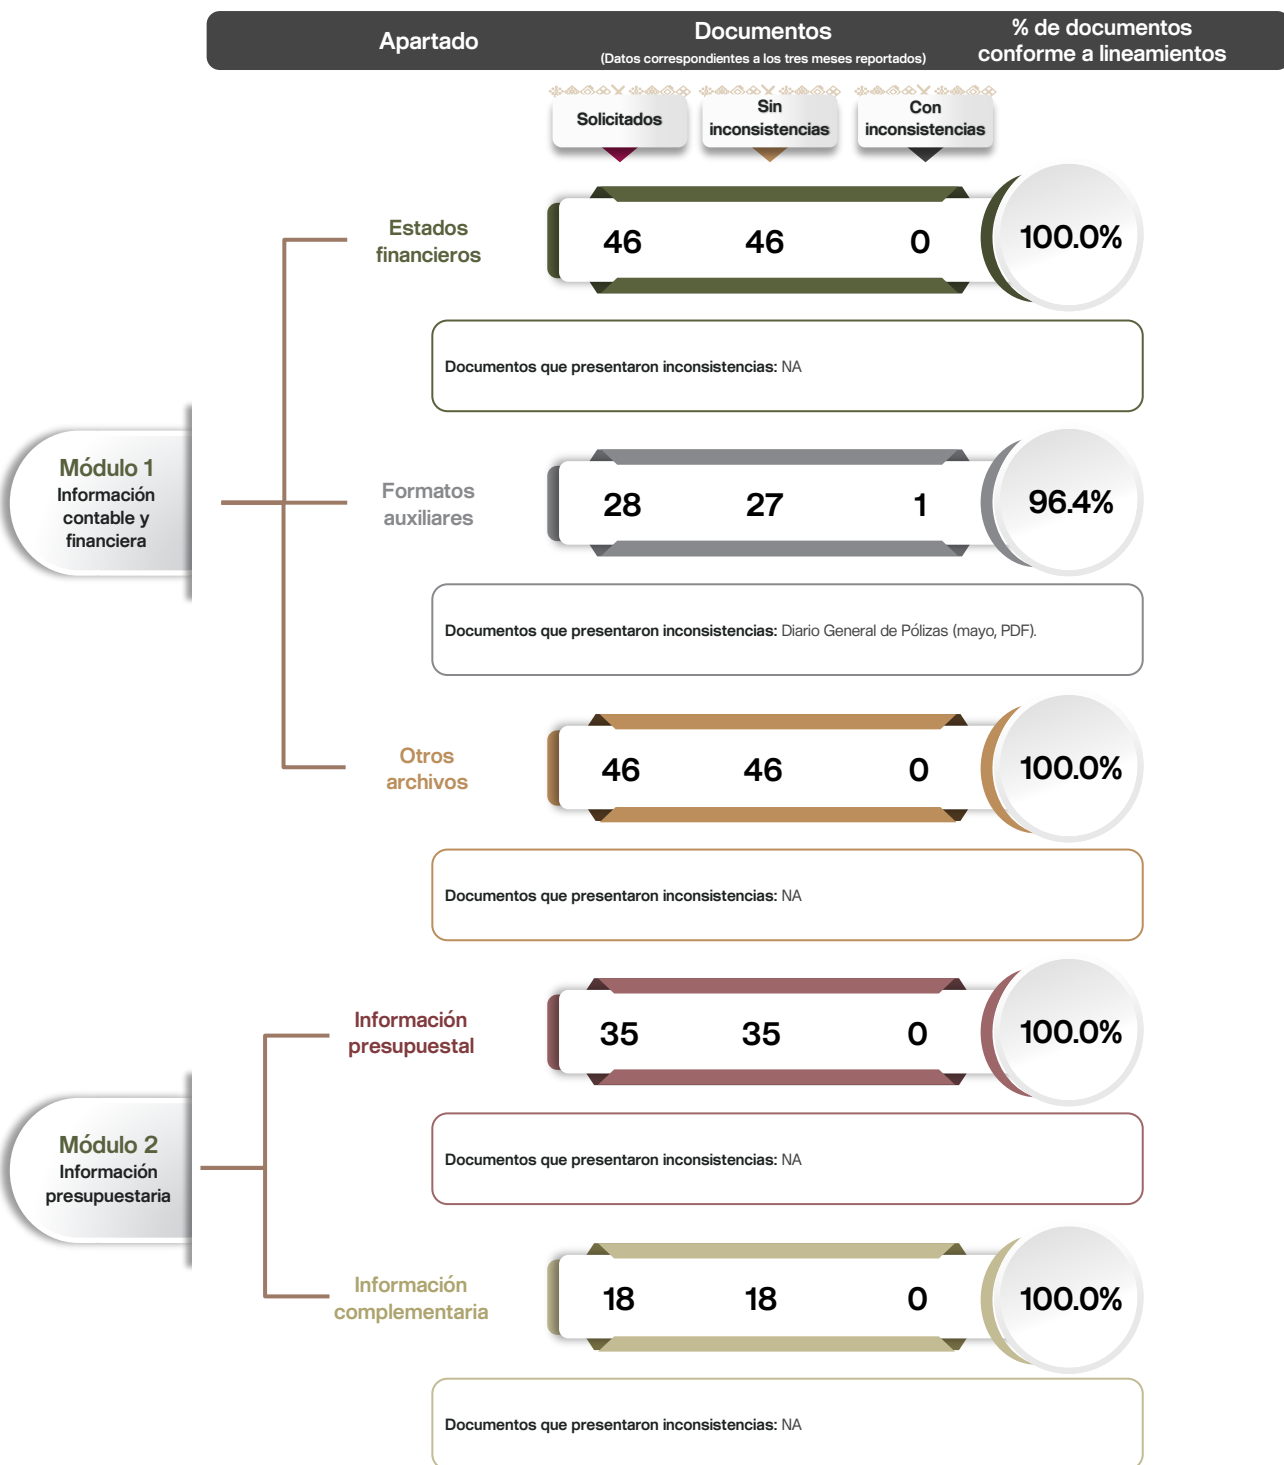 Apartado
Documentos
(Datos correspondientes a los tres meses reportados)
% de documentos
conforme a lineamientos
Solicitados
Sin
inconsistencias
Con
inconsistencias
Módulo 1
Información
contable y
financiera
Estados
financieros
46 46 0 100.0%
Documentos que presentaron inconsistencias: NA
Formatos
auxiliares
28 27 1 96.4%
Documentos que presentaron inconsistencias: Diario General de Pólizas (mayo, PDF).
Otros
archivos
46 46 0 100.0%
Documentos que presentaron inconsistencias: NA
Módulo 2
Información
presupuestaria
Información
presupuestal
35 35 0 100.0%
Documentos que presentaron inconsistencias: NA
Información
complementaria
18 18 0 100.0%
Documentos que presentaron inconsistencias: NA